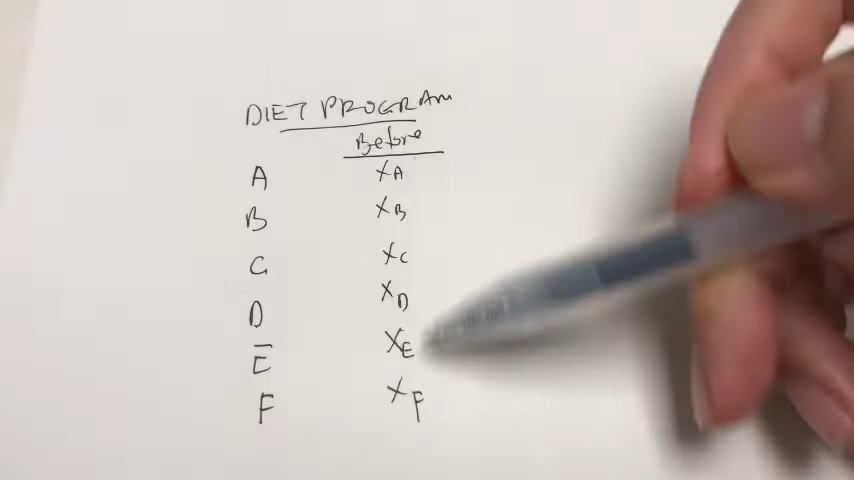 DIET PROGRAM
Before
A XA
B XB
C XC
D XD
E XE
F XF